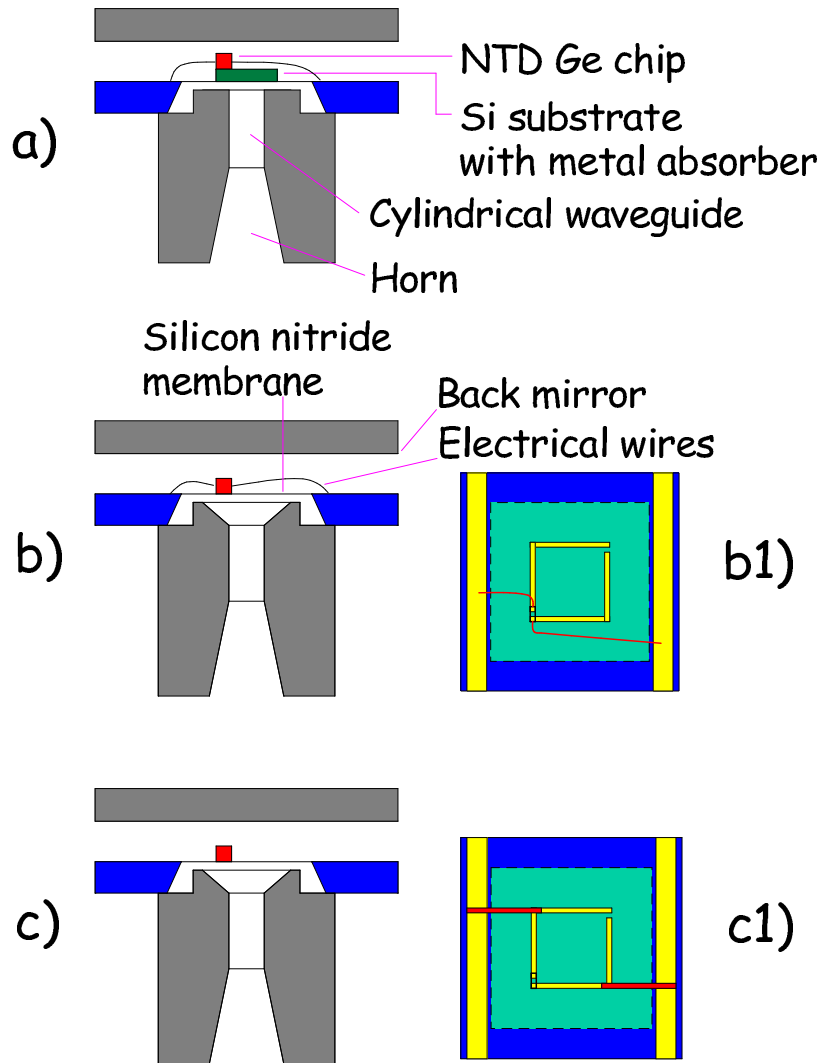 NTD Ge chip
Si substrate
with metal absorber
a)
Cylindrical waveguide
Horn
Silicon nitride
membrane
Back mirror
Electrical wires
b)
b1)
c)
c1)